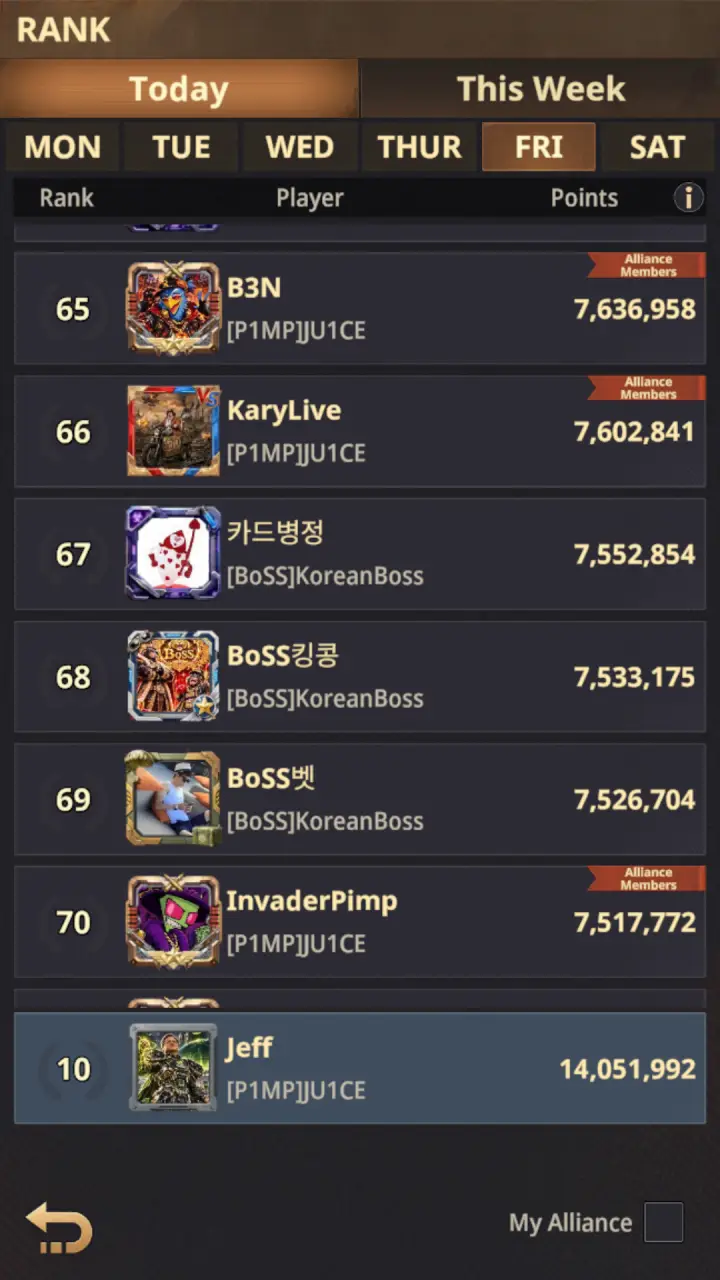 RANK
Today
This Week
MON TUE WED THUR FRI SAT
Rank Player Points
Alliance
Members
65
B3N
[P1MP]JU1CE
7,636,958
Alliance
Members
66
KaryLive
[P1MP]JU1CE
7,602,841
67
카드병정
[BoSS]KoreanBoss
7,552,854
68
BoSS킹콩
[BoSS]KoreanBoss
7,533,175
69
BoSS벳
[BoSS]KoreanBoss
7,526,704
Alliance
Members
70
InvaderPimp
[P1MP]JU1CE
7,517,772
10
Jeff
[P1MP]JU1CE
14,051,992
My Alliance